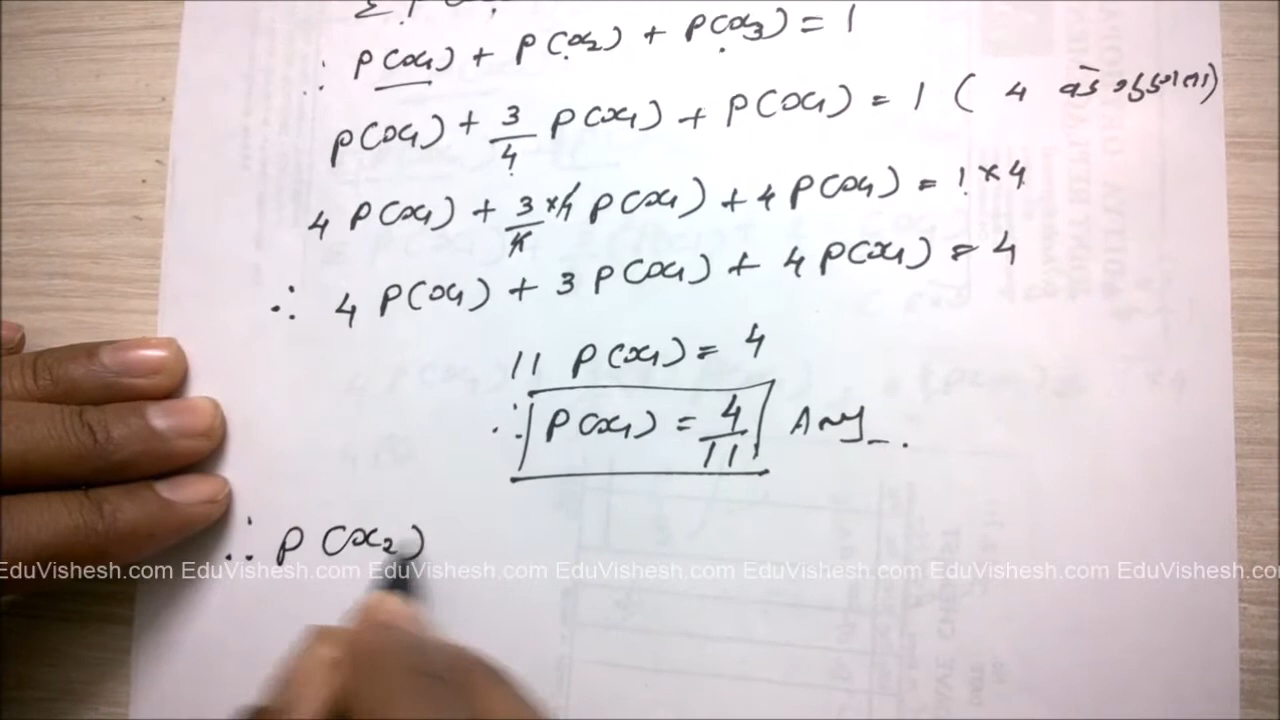 ∴ P(x₁) + P(x₂) + P(x₃) = 1
P(x₁) + 3/4 P(x₁) + P(x₁) = 1 ( 4
4 P(x₁) + 3/4 ×4 P(x₁) + 4 P(x₁) = 1 × 4
∴ 4 P(x₁) + 3 P(x₁) + 4 P(x₁) = 4
11 P(x₁) = 4
∴ P(x₁) = 4/11 Ans.
∴ P(x₂)
EduVishesh.com EduVishesh.com EduVishesh.com EduVishesh.com EduVishesh.com EduVishesh.com EduVishesh.com